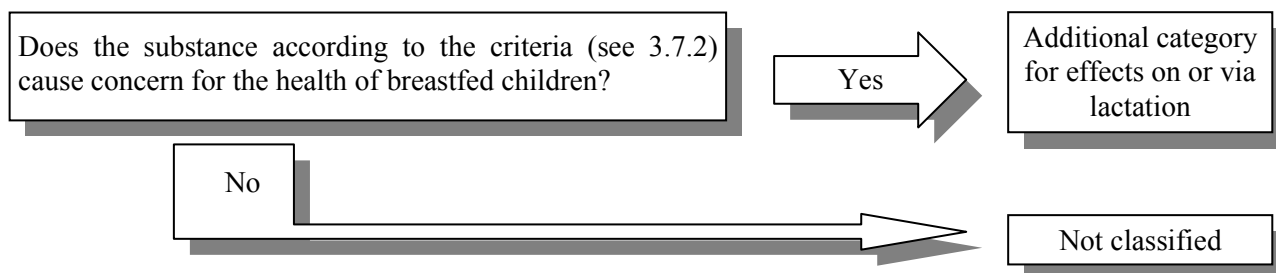 Does the substance according to the criteria (see 3.7.2)
cause concern for the health of breastfed children?
Yes
Additional category
for effects on or via
lactation
No
Not classified